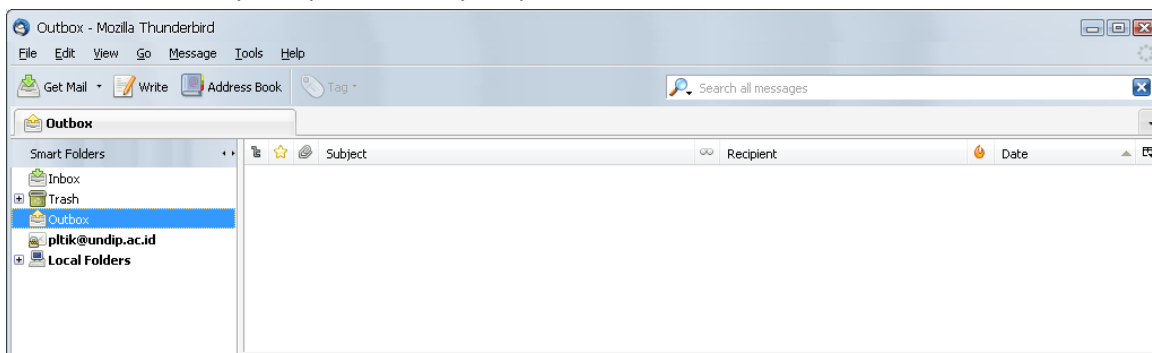 Outbox - Mozilla Thunderbird
File Edit View Go Message Tools Help
Get Mail Write Address Book Tag Search all messages
Outbox
Smart Folders Subject Recipient Date
Inbox
Trash
Outbox
pltik@undip.ac.id
Local Folders